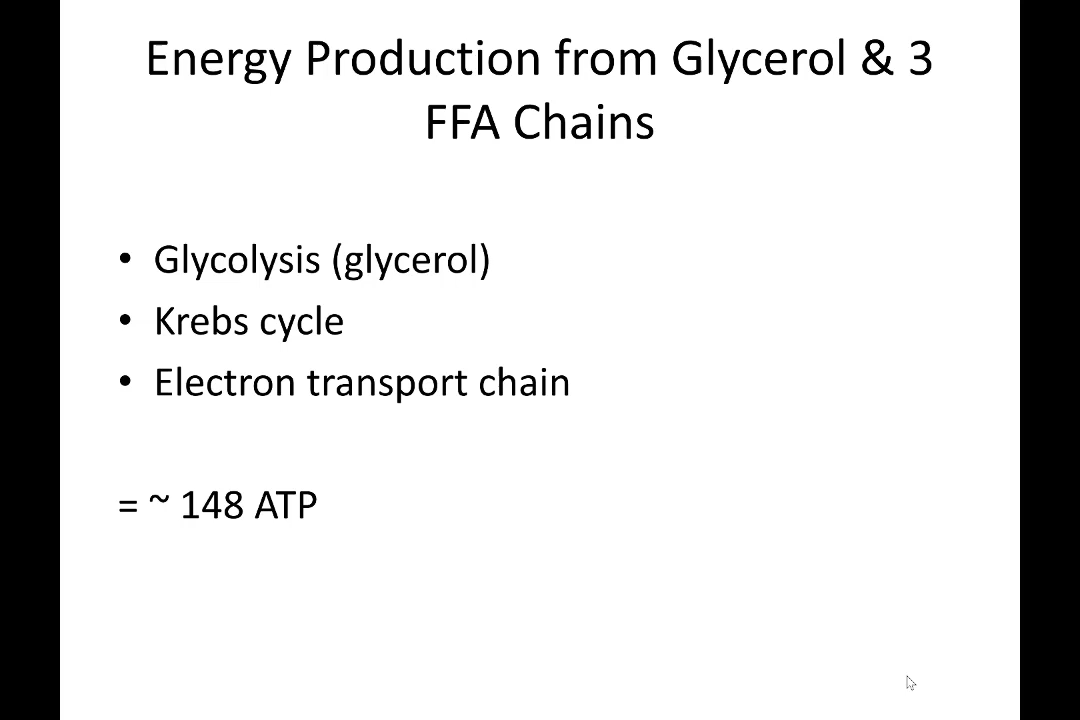 Energy Production from Glycerol & 3
FFA Chains
• Glycolysis (glycerol)
• Krebs cycle
• Electron transport chain
= ~ 148 ATP